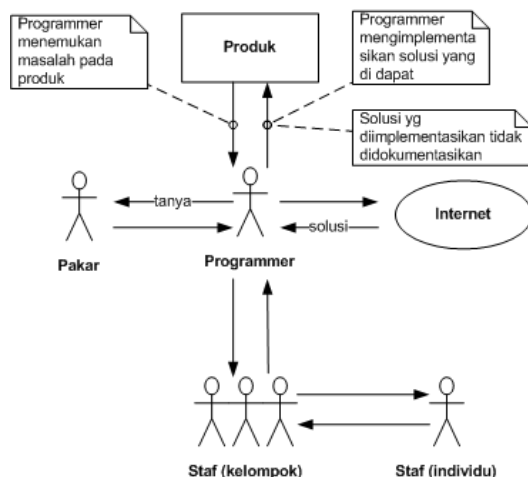 Programmer
menemukan
masalah pada
produk
Produk
Programmer
mengimplementa
sikan solusi yang
di dapat
Solusi yg
diimplementasikan tidak
didokumentasikan
tanya
solusi
Internet
Pakar
Programmer
Staf (kelompok)
Staf (individu)